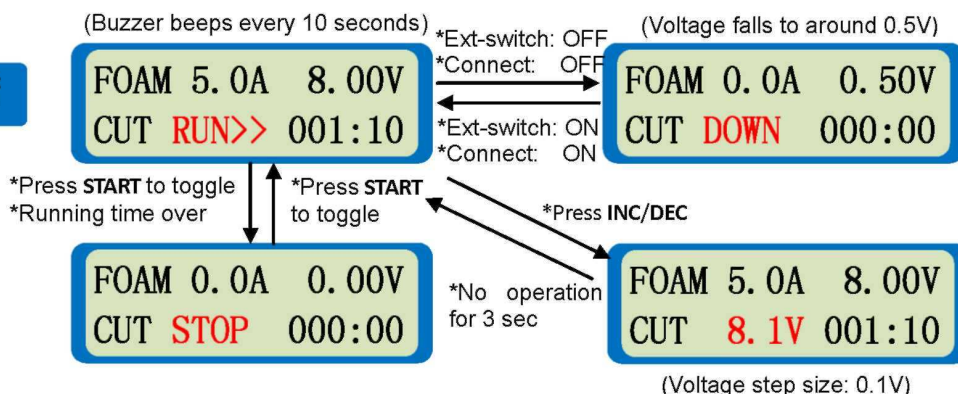 (Buzzer beeps every 10 seconds)
FOAM 5.0A 8.00V
CUT RUN>> 001:10
*Ext-switch: OFF
*Connect: OFF
*Ext-switch: ON
*Connect: ON
(Voltage falls to around 0.5V)
FOAM 0.0A 0.50V
CUT DOWN 000:00
*Press START to toggle
*Running time over
*Press START
to toggle
*Press INC/DEC
FOAM 0.0A 0.00V
CUT STOP 000:00
*No operation
for 3 sec
FOAM 5.0A 8.00V
CUT 8.1V 001:10
(Voltage step size: 0.1V)